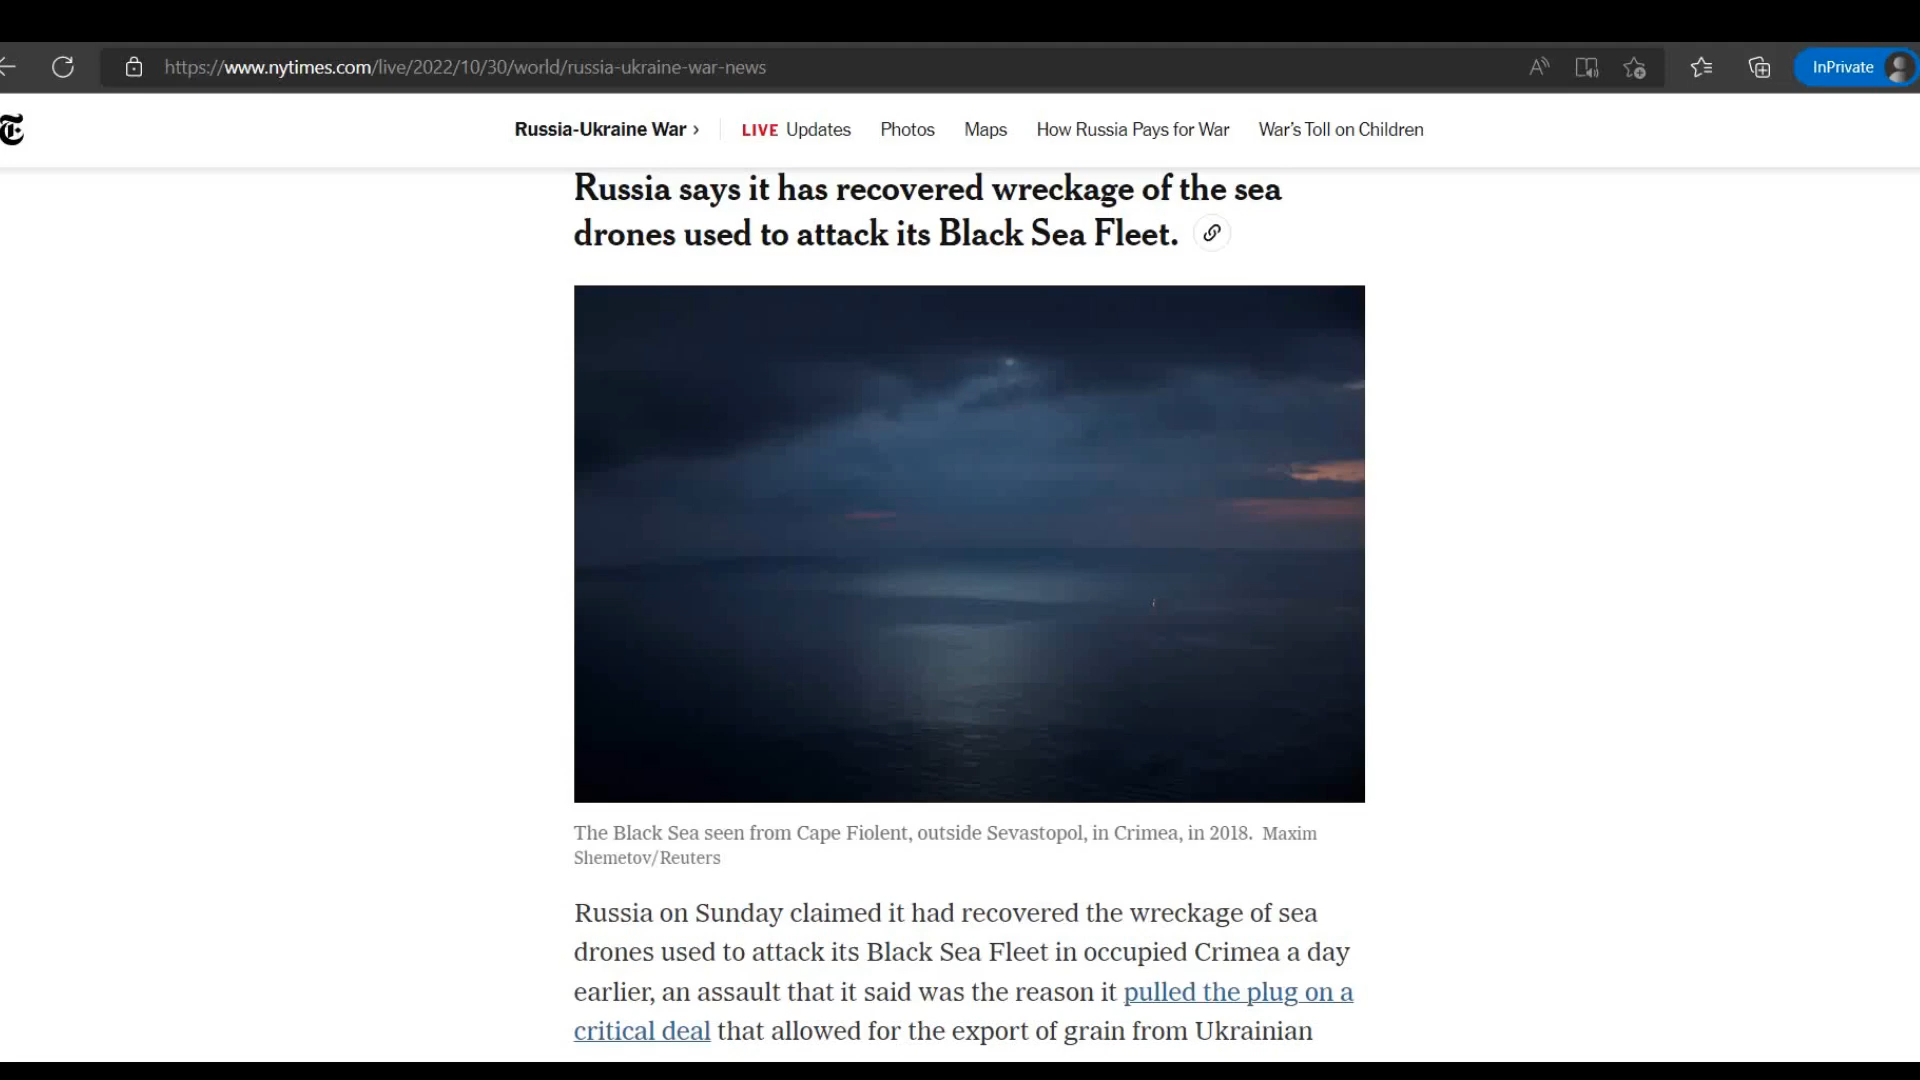 https://www.nytimes.com/live/2022/10/30/world/russia-ukraine-war-news
InPrivate
Russia-Ukraine War ›
LIVE Updates
Photos
Maps
How Russia Pays for War
War's Toll on Children
Russia says it has recovered wreckage of the sea
drones used to attack its Black Sea Fleet.
The Black Sea seen from Cape Fiolent, outside Sevastopol, in Crimea, in 2018. Maxim
Shemetov/Reuters
Russia on Sunday claimed it had recovered the wreckage of sea
drones used to attack its Black Sea Fleet in occupied Crimea a day
earlier, an assault that it said was the reason it pulled the plug on a
critical deal that allowed for the export of grain from Ukrainian